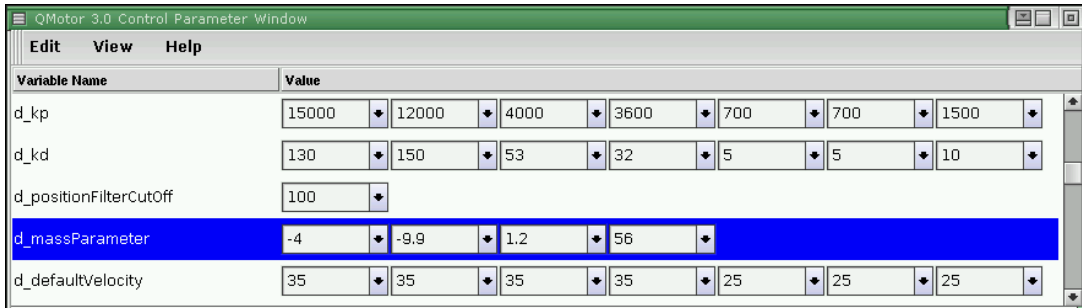 QMotor 3.0 Control Parameter Window
Edit View Help
Variable Name Value
d_kp 15000 12000 4000 3600 700 700 1500
d_kd 130 150 53 32 5 5 10
d_positionFilterCutOff 100
d_massParameter -4 -9.9 1.2 56
d_defaultVelocity 35 35 35 35 25 25 25